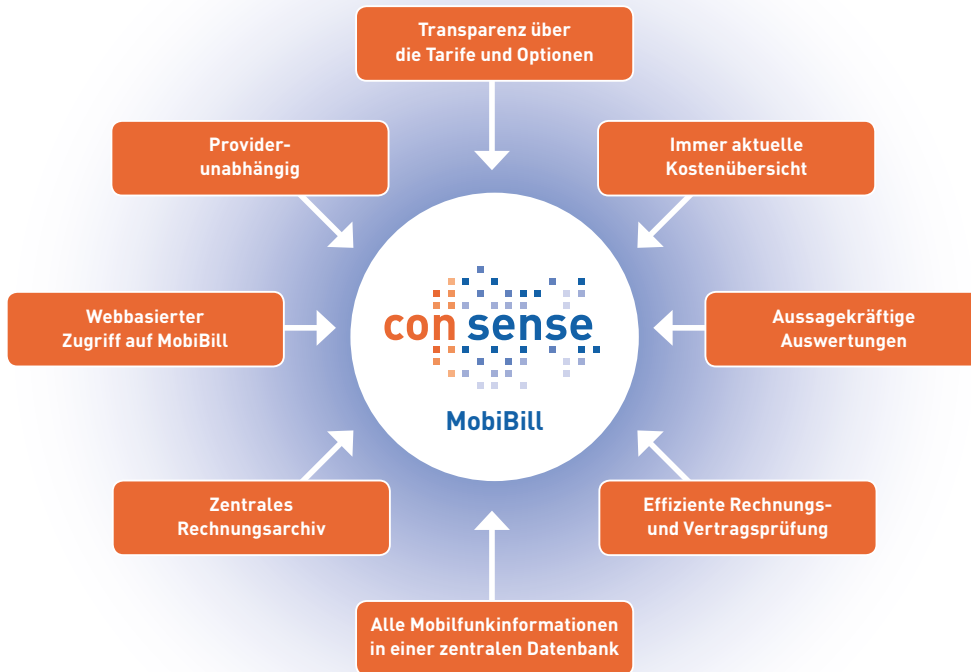 Transparenz über
die Tarife und Optionen
Provider-
unabhängig
Immer aktuelle
Kostenübersicht
con sense
MobiBill
Webbasierter
Zugriff auf MobiBill
Aussagekräftige
Auswertungen
Zentrales
Rechnungsarchiv
Effiziente Rechnungs-
und Vertragsprüfung
Alle Mobilfunkinformationen
in einer zentralen Datenbank